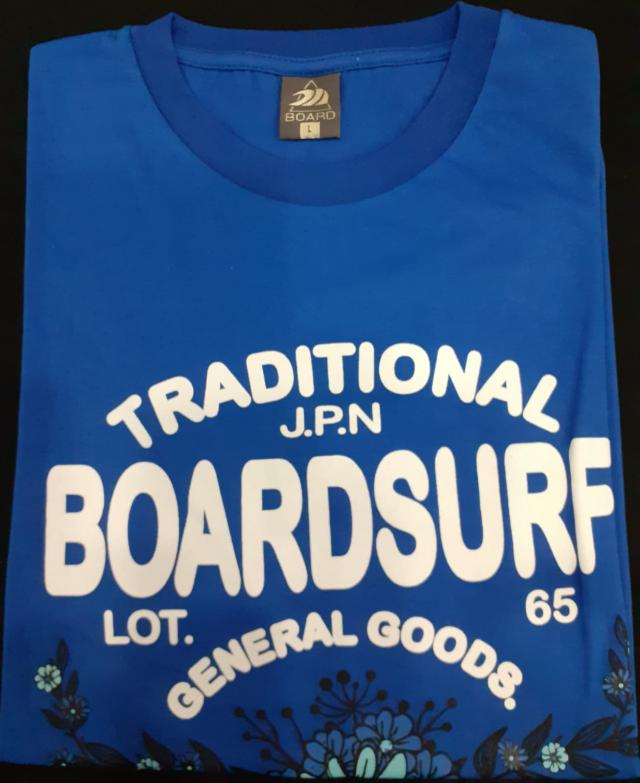 BOARD
L
TRADITIONAL
J.P.N
BOARDSURF
LOT. 65
GENERAL GOODS.